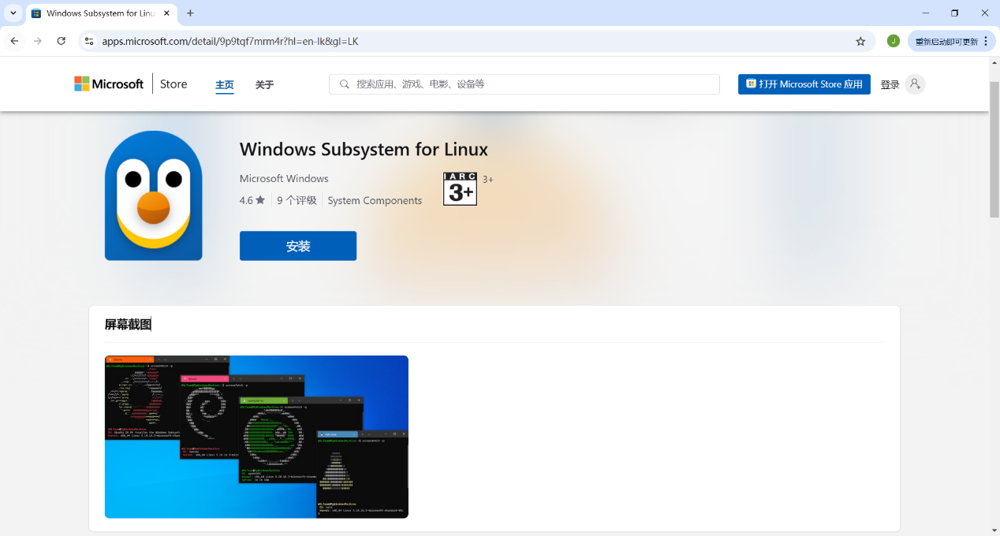 Windows Subsystem for Linu
apps.microsoft.com/detail/9p9tqf7mrm4r?hl=en-lk&gl=LK
J
重新启动即可更新
Microsoft
Store
主页
关于
搜索应用、游戏、电影、设备等
打开 Microsoft Store 应用
登录
Windows Subsystem for Linux
Microsoft Windows
IARC
3+
3+
4.6
9 个评级
System Components
安装
屏幕截图